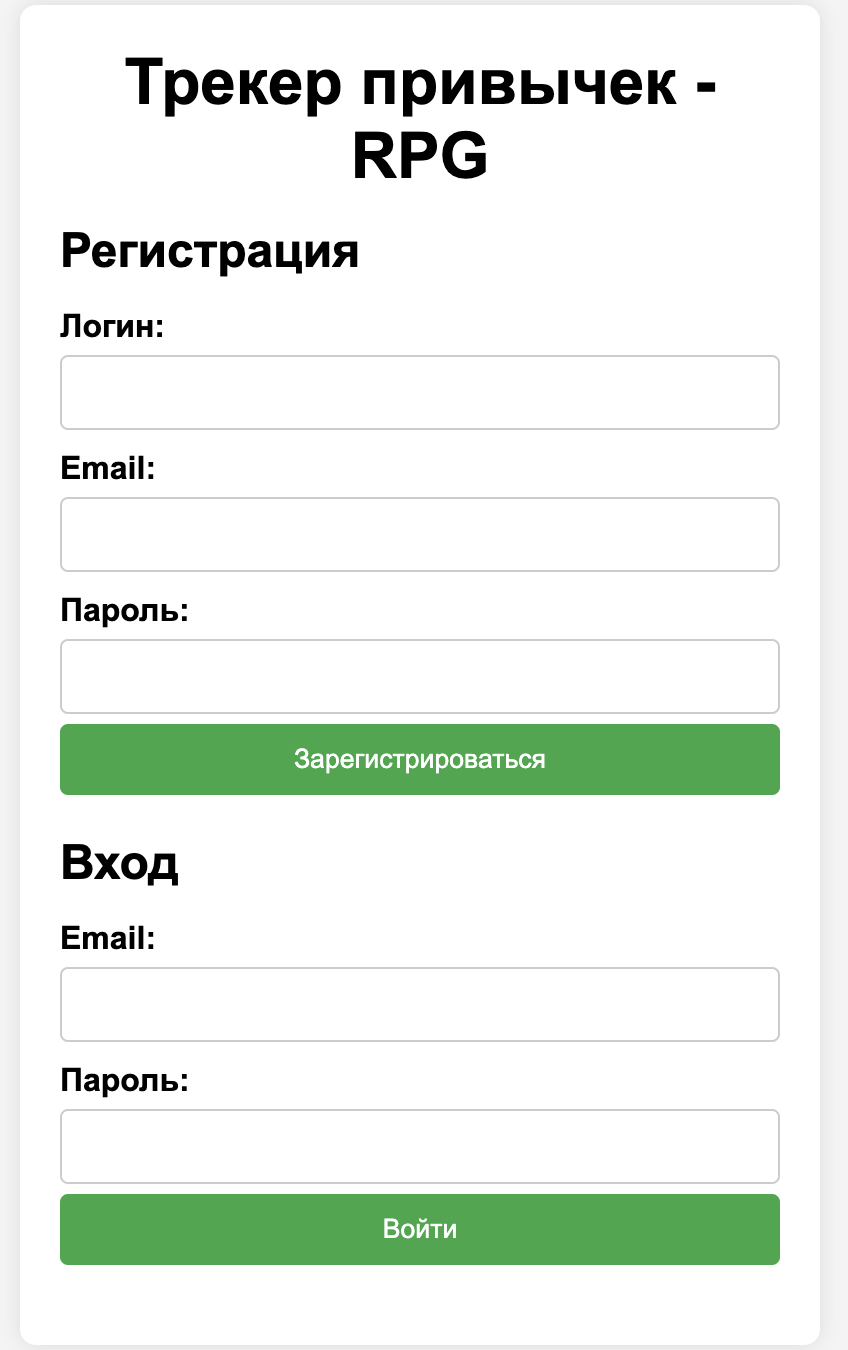 Трекер привычек -
RPG
Регистрация
Логин:
Email:
Пароль:
Зарегистрироваться
Вход
Email:
Пароль:
Войти